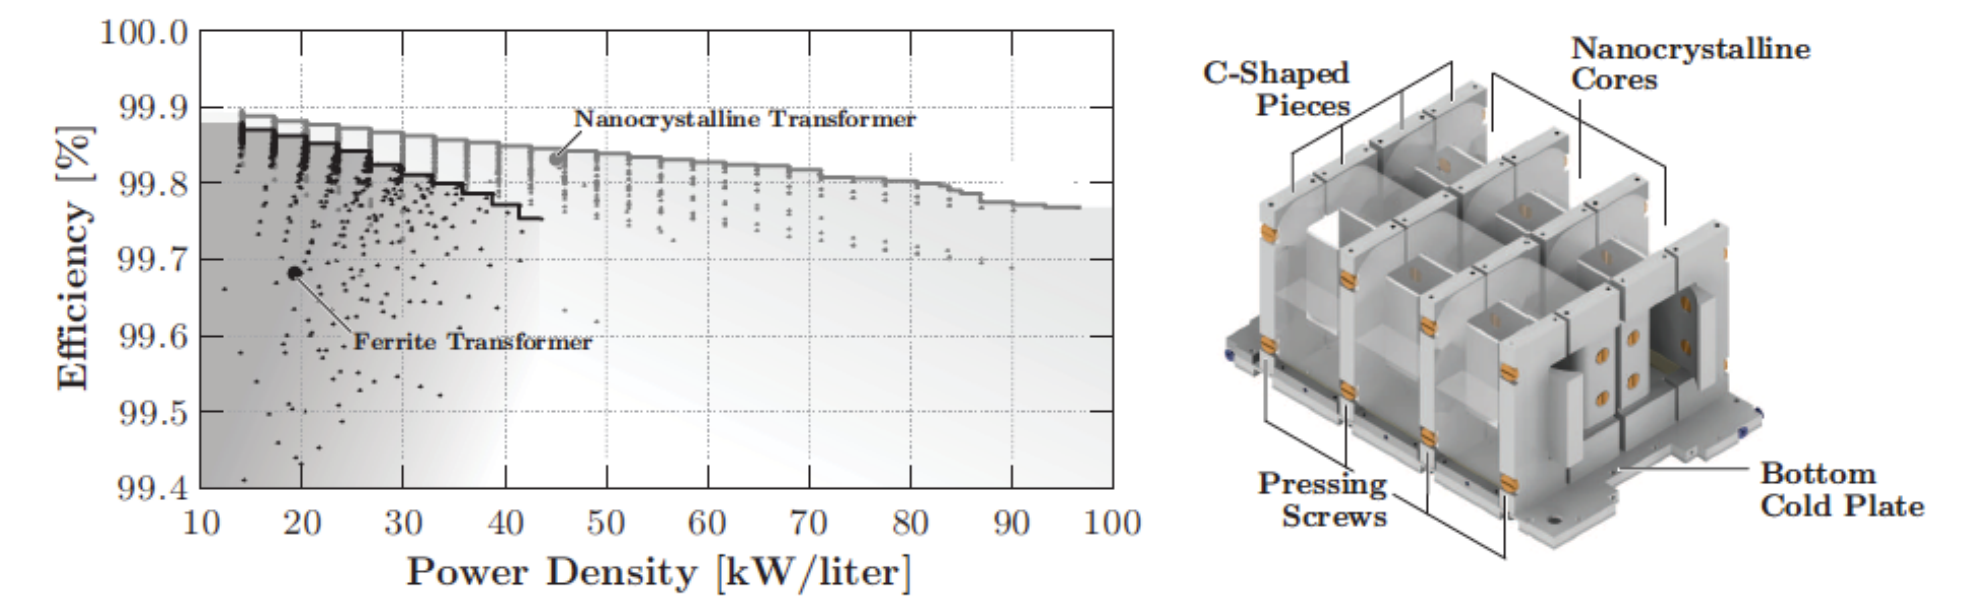 100.0
99.9
99.8
99.7
99.6
99.5
99.4
Efficiency [%]
10 20 30 40 50 60 70 80 90 100
Power Density [kW/liter]
Nanocrystalline Transformer
Ferrite Transformer
C-Shaped
Pieces
Nanocrystalline
Cores
Pressing
Screws
Bottom
Cold Plate